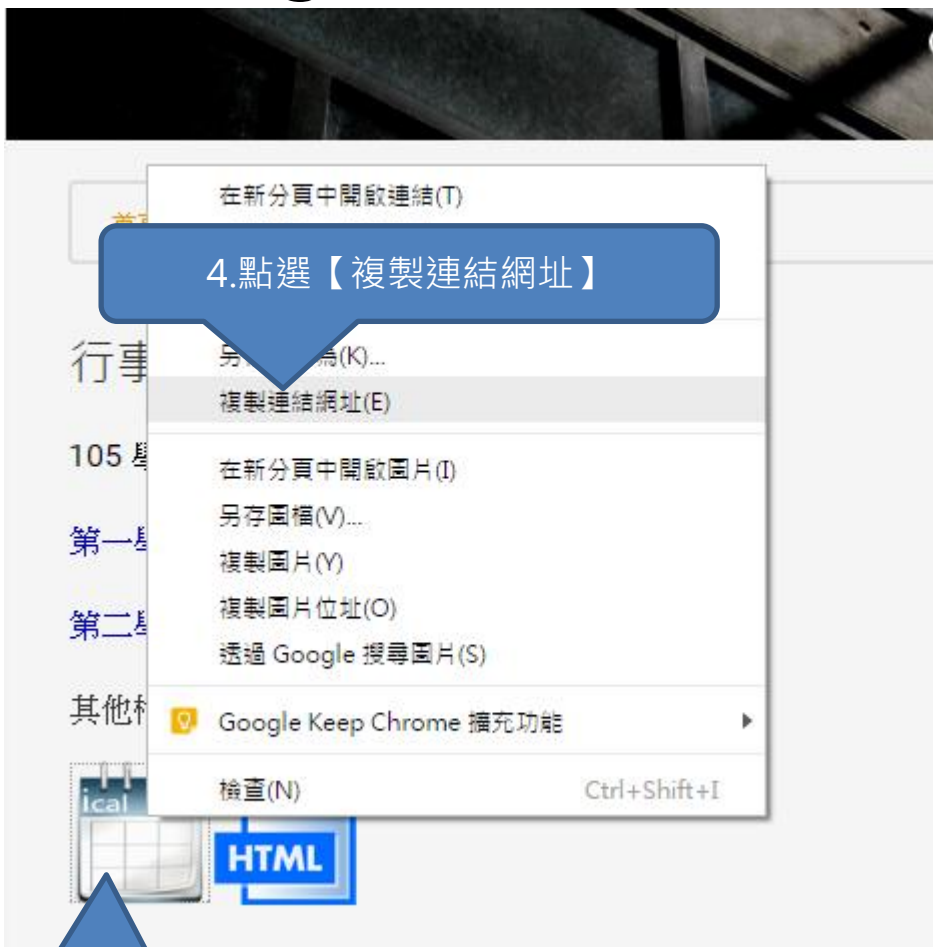 在新分頁中開啟連結(T)
4.點選【複製連結網址】
行事
(K)...
複製連結網址(E)
105
在新分頁中開啟圖片(I)
另存圖檔(V)...
第一
複製圖片(Y)
複製圖片位址(O)
第二
透過 Google 搜尋圖片(S)
其他
Google Keep Chrome 擴充功能
檢查(N) Ctrl+Shift+I
ical
HTML